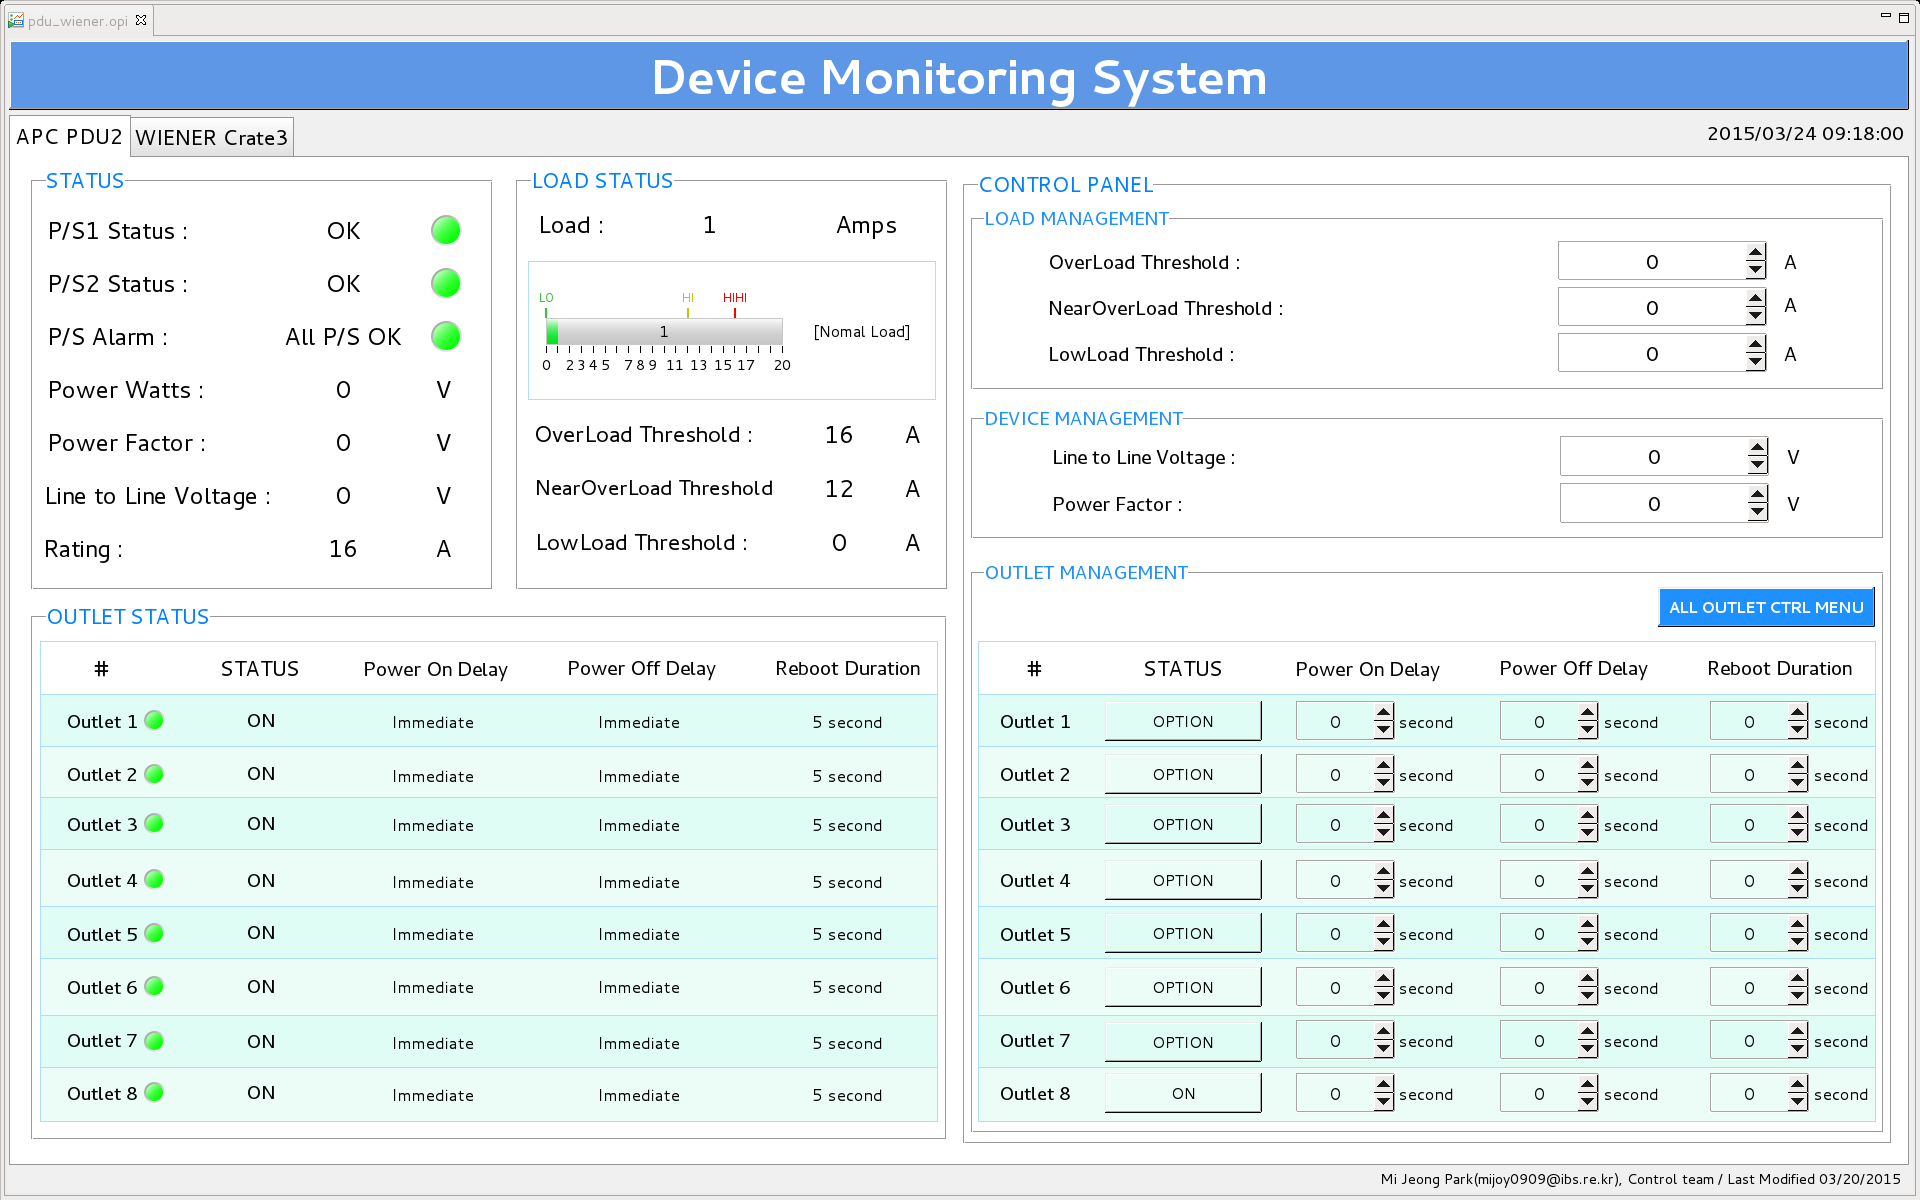 pdu_wiener.opi
Device Monitoring System
APC PDU2 WIENER Crate3 2015/03/24 09:18:00
STATUS
P/S1 Status : OK
P/S2 Status : OK
P/S Alarm : All P/S OK
Power Watts : 0 V
Power Factor : 0 V
Line to Line Voltage : 0 V
Rating : 16 A
LOAD STATUS
Load : 1 Amps
LO HI HIHI
1 [Nomal Load]
0 2 3 4 5 7 8 9 11 13 15 17 20
OverLoad Threshold : 16 A
NearOverLoad Threshold 12 A
LowLoad Threshold : 0 A
OUTLET STATUS
# STATUS Power On Delay Power Off Delay Reboot Duration
Outlet 1 ON Immediate Immediate 5 second
Outlet 2 ON Immediate Immediate 5 second
Outlet 3 ON Immediate Immediate 5 second
Outlet 4 ON Immediate Immediate 5 second
Outlet 5 ON Immediate Immediate 5 second
Outlet 6 ON Immediate Immediate 5 second
Outlet 7 ON Immediate Immediate 5 second
Outlet 8 ON Immediate Immediate 5 second
CONTROL PANEL
LOAD MANAGEMENT
OverLoad Threshold : 0 A
NearOverLoad Threshold : 0 A
LowLoad Threshold : 0 A
DEVICE MANAGEMENT
Line to Line Voltage : 0 V
Power Factor : 0 V
OUTLET MANAGEMENT
ALL OUTLET CTRL MENU
# STATUS Power On Delay Power Off Delay Reboot Duration
Outlet 1 OPTION 0 second 0 second 0 second
Outlet 2 OPTION 0 second 0 second 0 second
Outlet 3 OPTION 0 second 0 second 0 second
Outlet 4 OPTION 0 second 0 second 0 second
Outlet 5 OPTION 0 second 0 second 0 second
Outlet 6 OPTION 0 second 0 second 0 second
Outlet 7 OPTION 0 second 0 second 0 second
Outlet 8 ON 0 second 0 second 0 second
Mi Jeong Park(mijoy0909@ibs.re.kr), Control team / Last Modified 03/20/2015